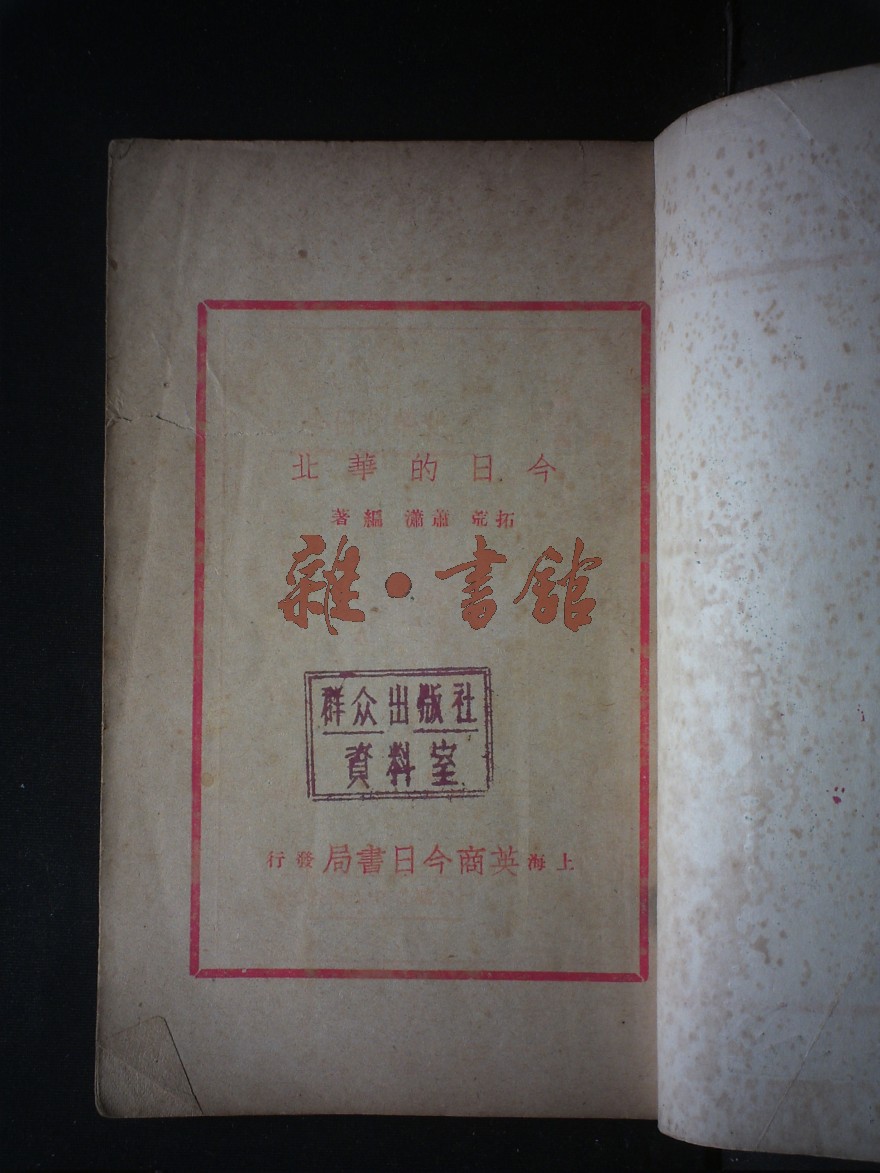 今日的華北
拓荒 蕭瀟 編著
雜·書館
群众出版社
資料室
上海英商今日書局發行